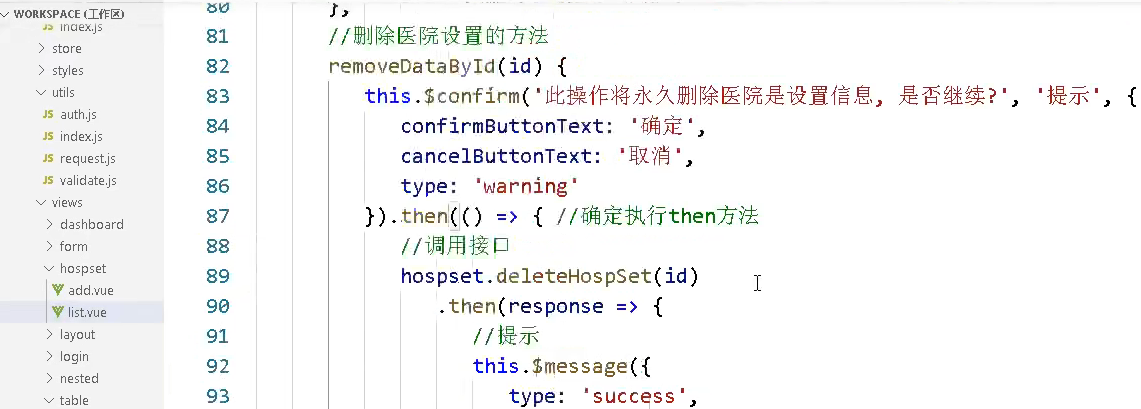 WORKSPACE (工作区)
index.js
store
styles
utils
auth.js
index.js
request.js
validate.js
views
dashboard
form
hospset
add.vue
list.vue
layout
login
nested
table
80 },
81 //删除医院设置的方法
82 removeDataById(id) {
83 this.$confirm('此操作将永久删除医院是设置信息, 是否继续?', '提示', {
84 confirmButtonText: '确定',
85 cancelButtonText: '取消',
86 type: 'warning'
87 }).then(() => { //确定执行then方法
88 //调用接口
89 hospset.deleteHospSet(id)
90 .then(response => {
91 //提示
92 this.$message({
93 type: 'success',